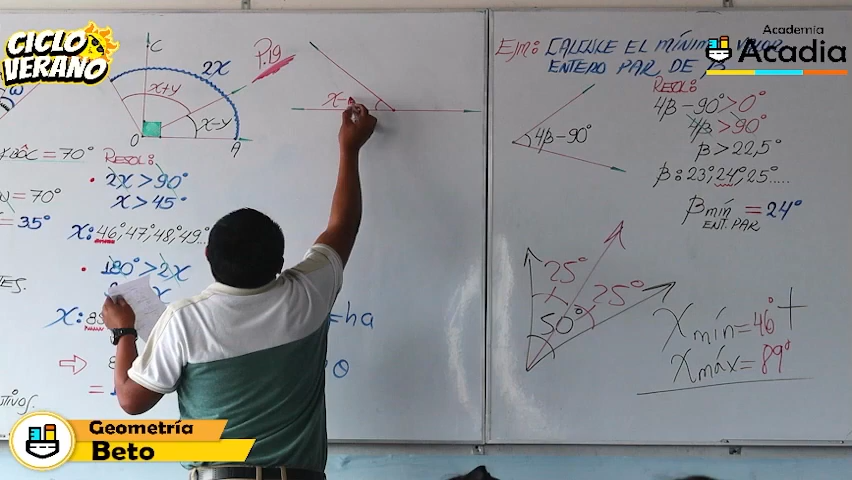 CICLO
VERANO
Academia
Acadia
C
2x
x+y
x-y
O
A
ω
BÔC = 70°
= 70°
= 35°
RESOL:
• 2x > 90°
x > 45°
x: 46°, 47°, 48°, 49°...
• 180° > 2x
x
x: 8
P.19
x-
θ
EJM: CALCULE EL MÍNIMO VALOR
ENTERO PAR DE β
RESOL:
4β-90°
4β-90° > 0°
4β > 90°
β > 22,5°
β: 23°, 24°, 25°.....
βmín = 24°
ENT. PAR
25°
25°
50°
xmín = 46°
xmáx = 89°
+
Geometría
Beto